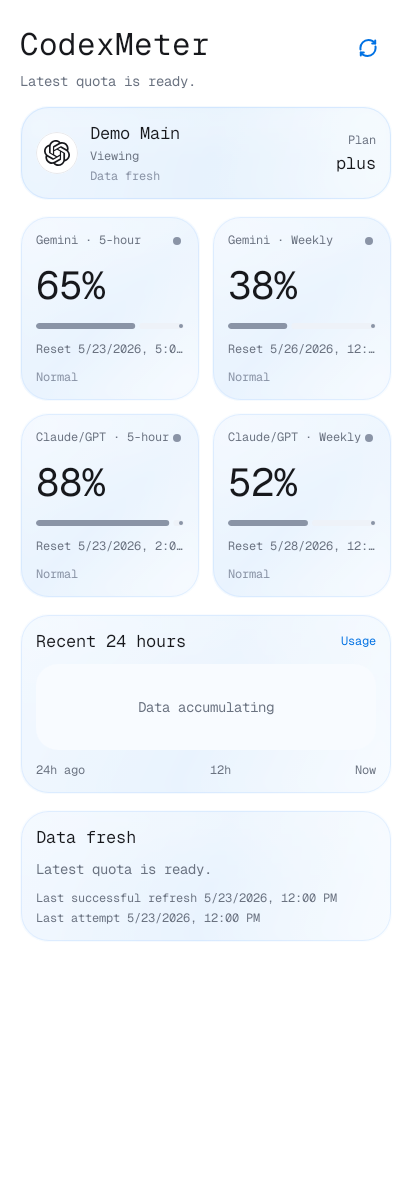 CodexMeter
Latest quota is ready.
Demo Main
Viewing
Data fresh
Plan
plus
Gemini · 5-hour
65%
Reset 5/23/2026, 5:0…
Normal
Gemini · Weekly
38%
Reset 5/26/2026, 12:…
Normal
Claude/GPT · 5-hour
88%
Reset 5/23/2026, 2:0…
Normal
Claude/GPT · Weekly
52%
Reset 5/28/2026, 12:…
Normal
Recent 24 hours
Usage
Data accumulating
24h ago
12h
Now
Data fresh
Latest quota is ready.
Last successful refresh 5/23/2026, 12:00 PM
Last attempt 5/23/2026, 12:00 PM